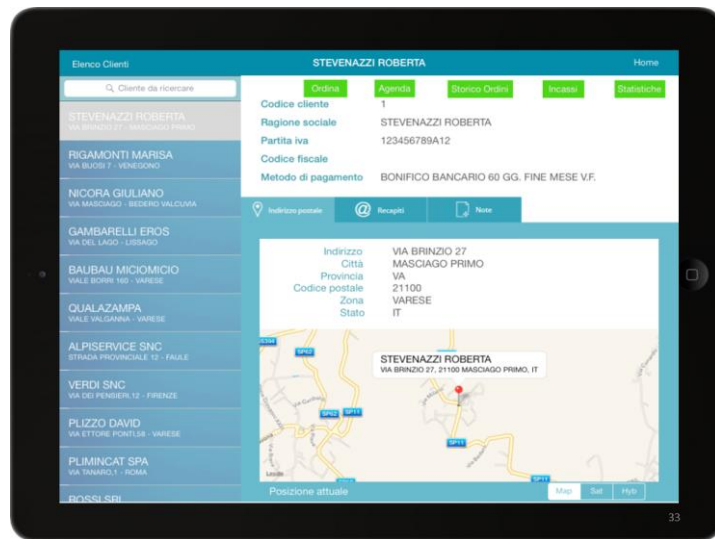 Elenco Clienti
STEVENAZZI ROBERTA
Home
Cliente da ricercare
STEVENAZZI ROBERTA
VIA BRINZIO 27 - MASCIAGO PRIMO
RIGAMONTI MARISA
VIA BUOSI 7 - VENEGONO
NICORA GIULIANO
VIA MASCIAGO - BEDERO VALCUVIA
GAMBARELLI EROS
VIA DEL LAGO - LISSAGO
BAUBAU MICIOMICIO
VIALE BORRI 160 - VARESE
QUALAZAMPA
VIALE VALGANNA - VARESE
ALPISERVICE SNC
STRADA PROVINCIALE 12 - FAULE
VERDI SNC
VIA DEI PENSIERI,12 - FIRENZE
PLIZZO DAVID
VIA ETTORE PONTI,58 - VARESE
PLIMINCAT SPA
VIA TANARO,1 - ROMA
ROSSI SRL
Ordina Agenda Storico Ordini Incassi Statistiche
Codice cliente 1
Ragione sociale STEVENAZZI ROBERTA
Partita iva 123456789A12
Codice fiscale
Metodo di pagamento BONIFICO BANCARIO 60 GG. FINE MESE V.F.
Indirizzo postale @ Recapiti Note
Indirizzo VIA BRINZIO 27
Città MASCIAGO PRIMO
Provincia VA
Codice postale 21100
Zona VARESE
Stato IT
SP62
STEVENAZZI ROBERTA
VIA BRINZIO 27, 21100 MASCIAGO PRIMO, IT
SP62 SP11
SP11
SP11
Posizione attuale
Map Sat Hyb
33